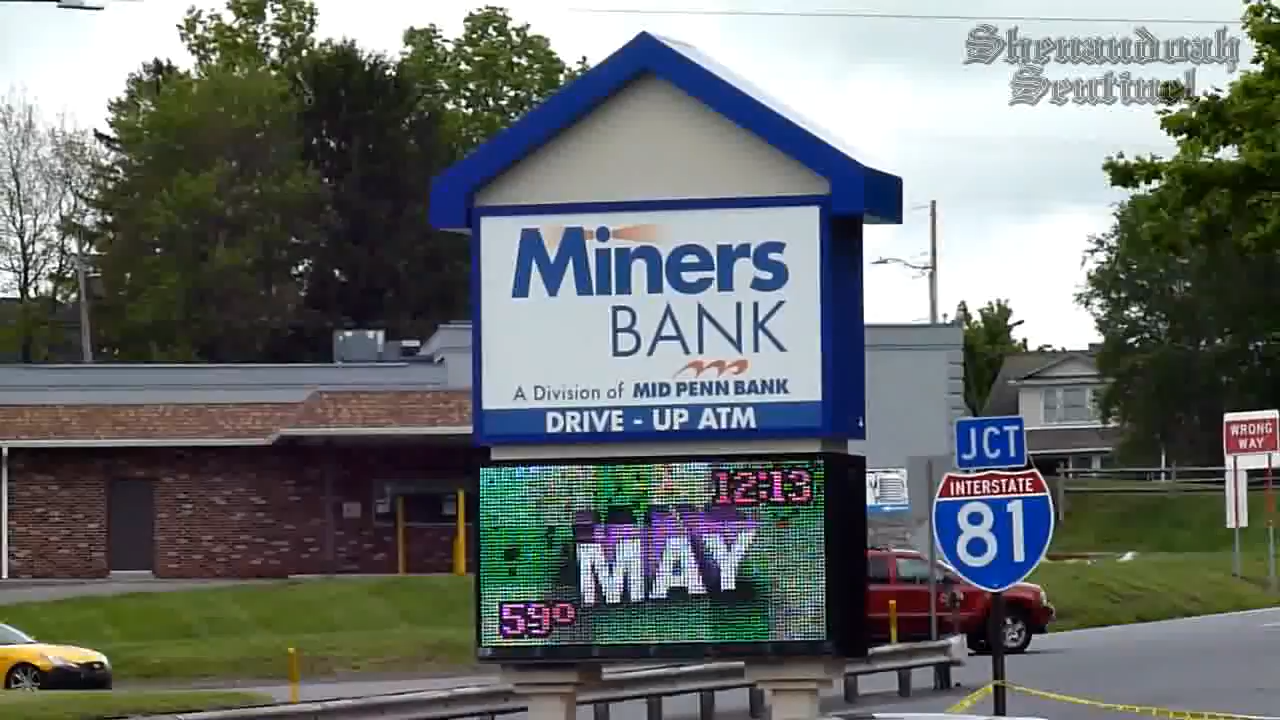 Shenandoah
Sentinel
Miners
BANK
A Division of MID PENN BANK
DRIVE - UP ATM
12:13
MAY
59°
JCT
INTERSTATE
81
WRONG
WAY